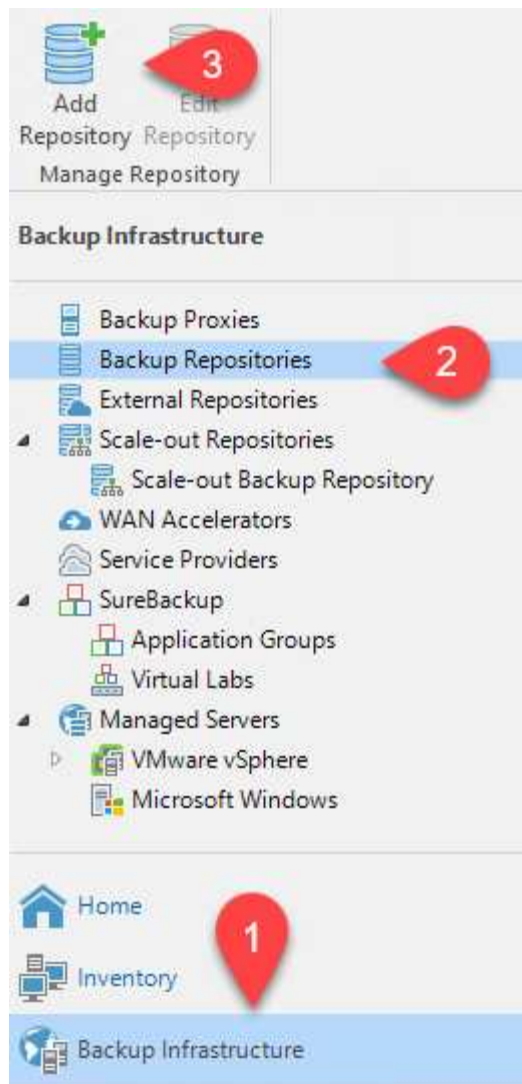 3
Add Edit
Repository Repository
Manage Repository
Backup Infrastructure
Backup Proxies
Backup Repositories
2
External Repositories
Scale-out Repositories
Scale-out Backup Repository
WAN Accelerators
Service Providers
SureBackup
Application Groups
Virtual Labs
Managed Servers
VMware vSphere
Microsoft Windows
Home
1
Inventory
Backup Infrastructure